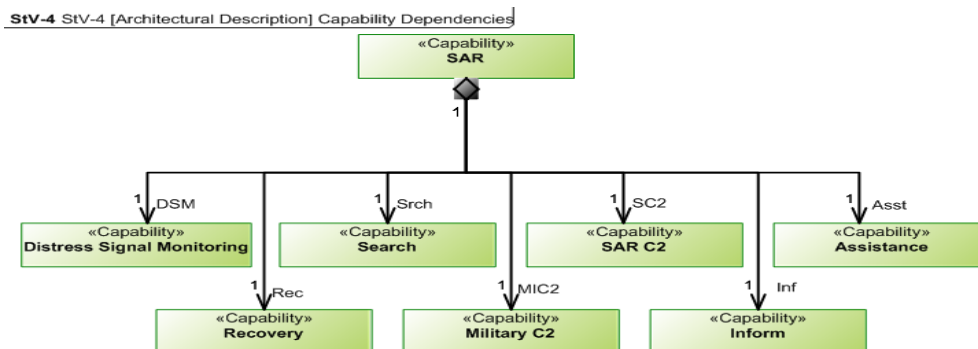 StV-4 StV-4 [Architectural Description] Capability Dependencies
«Capability»
SAR
1
1 DSM
1 Srch
1 SC2
1 Asst
«Capability»
Distress Signal Monitoring
«Capability»
Search
«Capability»
SAR C2
«Capability»
Assistance
1 Rec
1 MIC2
1 Inf
«Capability»
Recovery
«Capability»
Military C2
«Capability»
Inform